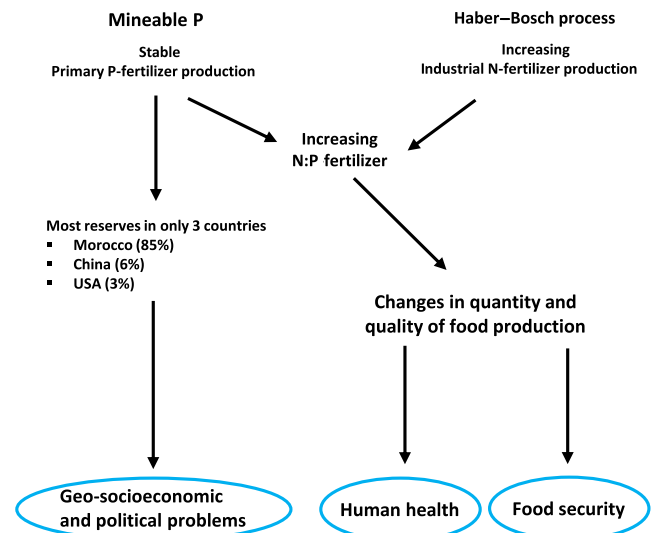 Mineable P
Stable
Primary P-fertilizer production
Haber–Bosch process
Increasing
Industrial N-fertilizer production
Increasing
N:P fertilizer
Most reserves in only 3 countries
▪ Morocco (85%)
▪ China (6%)
▪ USA (3%)
Changes in quantity and
quality of food production
Geo-socioeconomic
and political problems
Human health
Food security